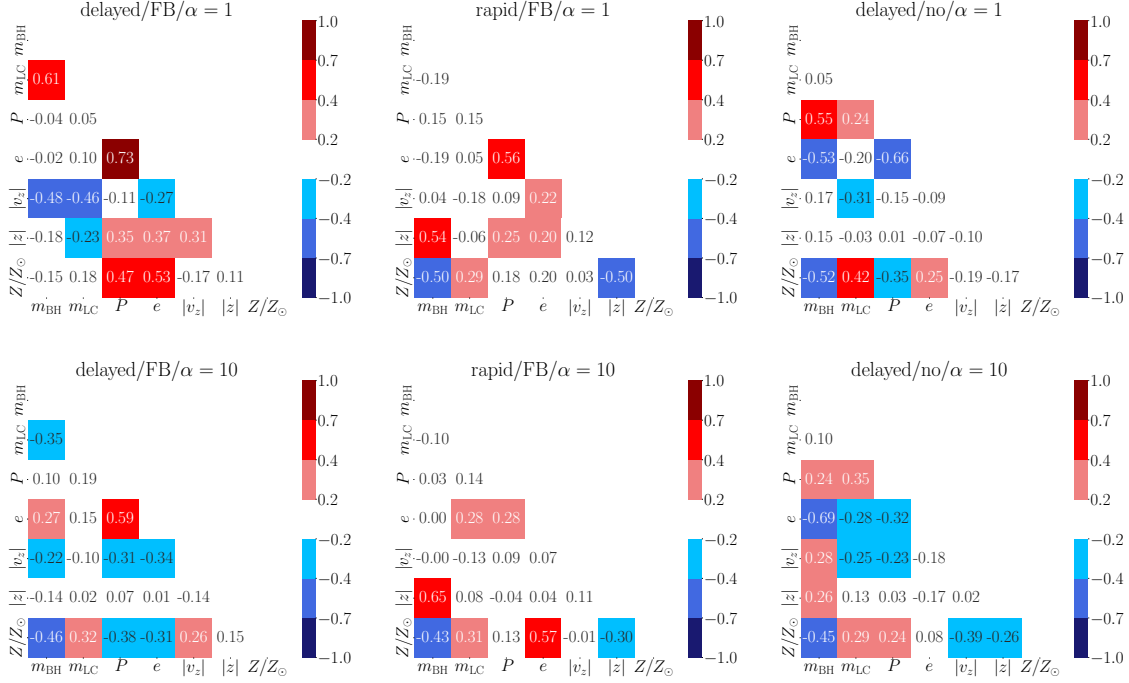 delayed/FB/α = 1
m_BH
m_LC 0.61
P -0.04 0.05
e -0.02 0.10 0.73
|v_z| -0.48 -0.46 -0.11 -0.27
|z| -0.18 -0.23 0.35 0.37 0.31
Z/Z_⊙ -0.15 0.18 0.47 0.53 -0.17 0.11
m_BH m_LC P e |v_z| |z| Z/Z_⊙
1.0
0.7
0.4
0.2
−0.2
−0.4
−0.7
−1.0
rapid/FB/α = 1
m_BH
m_LC -0.19
P 0.15 0.15
e -0.19 0.05 0.56
|v_z| 0.04 -0.18 0.09 0.22
|z| 0.54 -0.06 0.25 0.20 0.12
Z/Z_⊙ -0.50 0.29 0.18 0.20 0.03 -0.50
m_BH m_LC P e |v_z| |z| Z/Z_⊙
1.0
0.7
0.4
0.2
−0.2
−0.4
−0.7
−1.0
delayed/no/α = 1
m_BH
m_LC 0.05
P 0.55 0.24
e -0.53 -0.20 -0.66
|v_z| 0.17 -0.31 -0.15 -0.09
|z| 0.15 -0.03 0.01 -0.07 -0.10
Z/Z_⊙ -0.52 0.42 -0.35 0.25 -0.19 -0.17
m_BH m_LC P e |v_z| |z| Z/Z_⊙
1.0
0.7
0.4
0.2
−0.2
−0.4
−0.7
−1.0
delayed/FB/α = 10
m_BH
m_LC -0.35
P 0.10 0.19
e 0.27 0.15 0.59
|v_z| -0.22 -0.10 -0.31 -0.34
|z| -0.14 0.02 0.07 0.01 -0.14
Z/Z_⊙ -0.46 0.32 -0.38 -0.31 0.26 0.15
m_BH m_LC P e |v_z| |z| Z/Z_⊙
1.0
0.7
0.4
0.2
−0.2
−0.4
−0.7
−1.0
rapid/FB/α = 10
m_BH
m_LC -0.10
P 0.03 0.14
e 0.00 0.28 0.28
|v_z| -0.00 -0.13 0.09 0.07
|z| 0.65 0.08 -0.04 0.04 0.11
Z/Z_⊙ -0.43 0.31 0.13 0.57 -0.01 -0.30
m_BH m_LC P e |v_z| |z| Z/Z_⊙
1.0
0.7
0.4
0.2
−0.2
−0.4
−0.7
−1.0
delayed/no/α = 10
m_BH
m_LC 0.10
P 0.24 0.35
e -0.69 -0.28 -0.32
|v_z| 0.28 -0.25 -0.23 -0.18
|z| 0.26 0.13 0.03 -0.17 0.02
Z/Z_⊙ -0.45 0.29 0.24 0.08 -0.39 -0.26
m_BH m_LC P e |v_z| |z| Z/Z_⊙
1.0
0.7
0.4
0.2
−0.2
−0.4
−0.7
−1.0